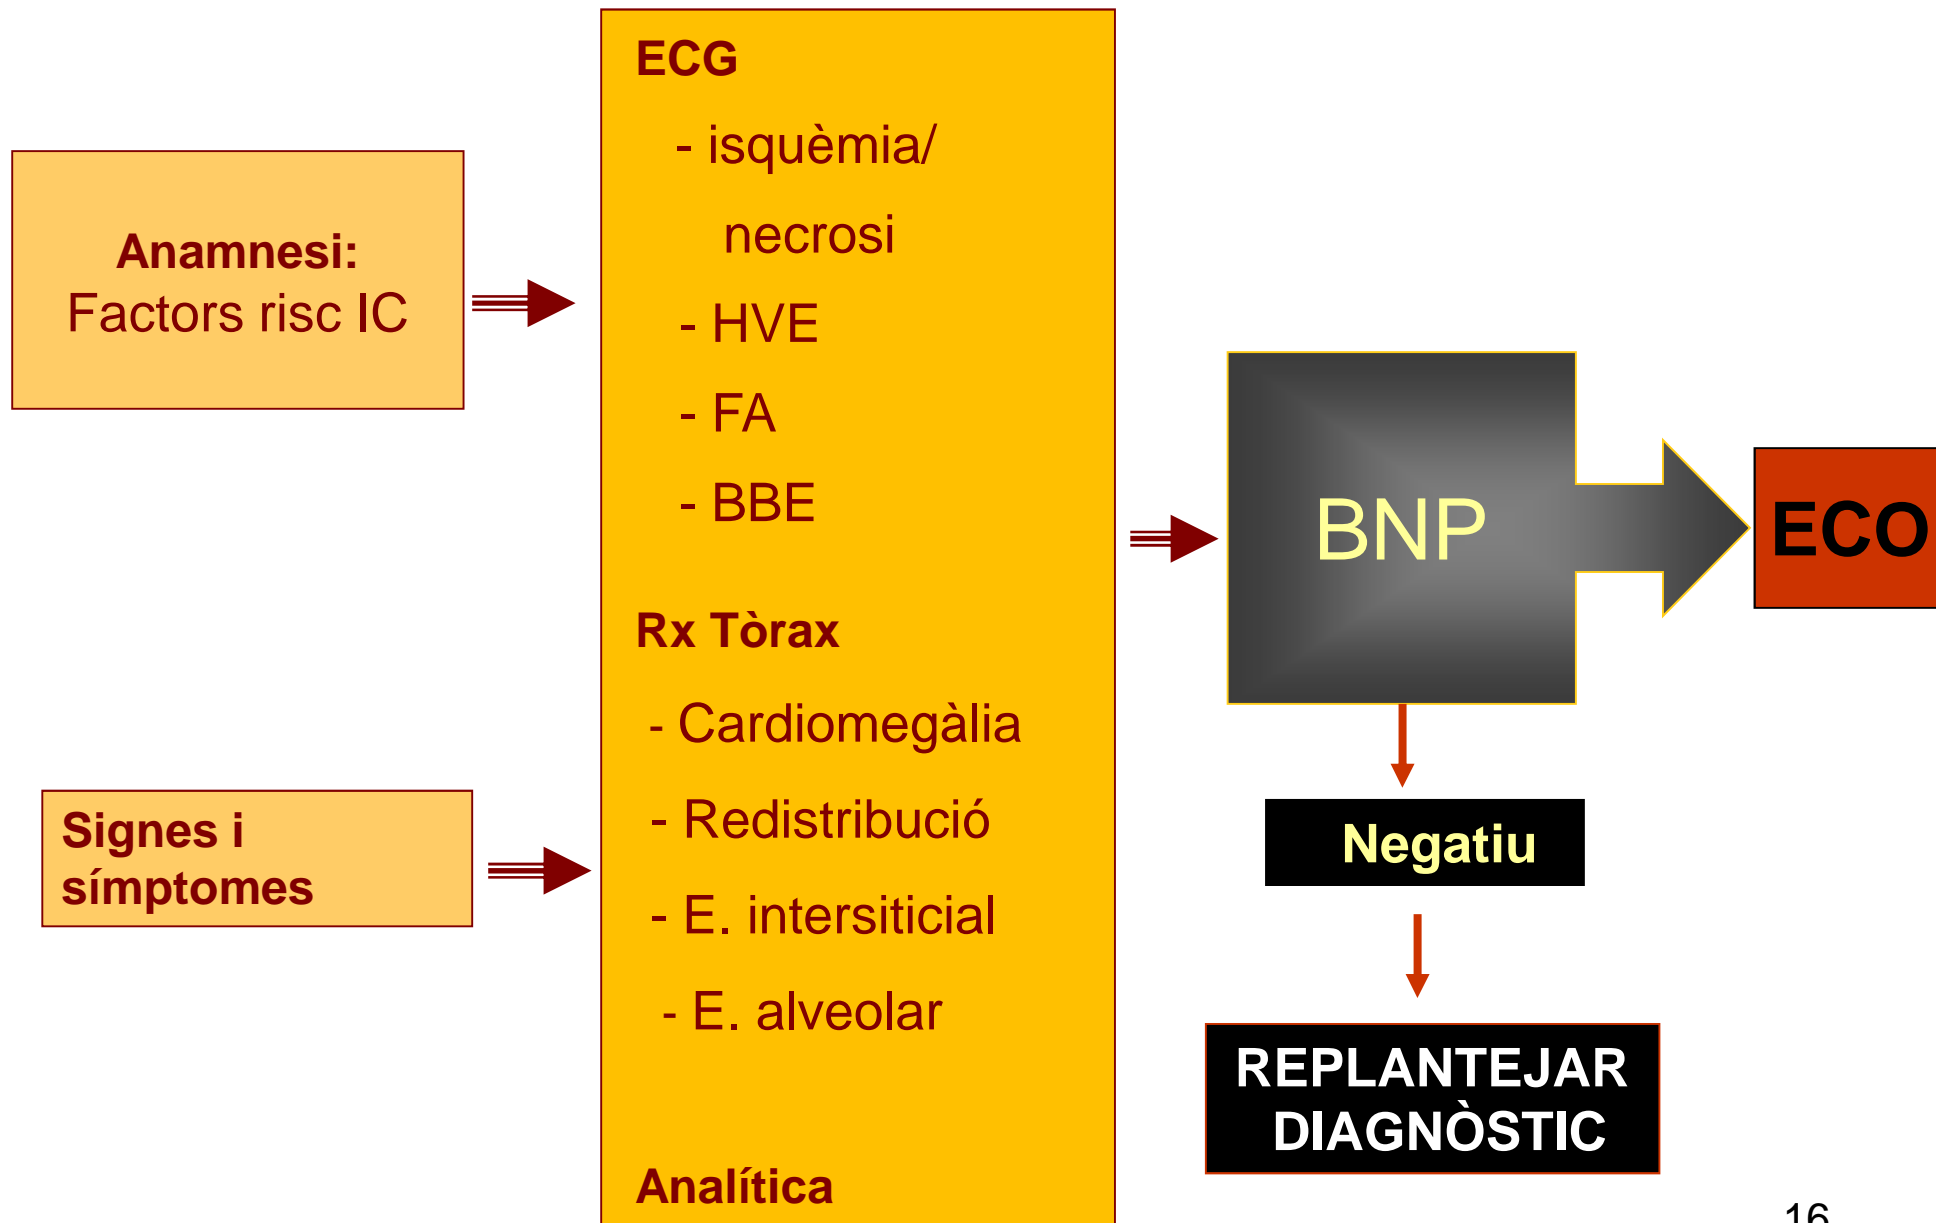 Anamnesi:
Factors risc IC
Signes i
símptomes
ECG
- isquèmia/
necrosi
- HVE
- FA
- BBE
Rx Tòrax
- Cardiomegàlia
- Redistribució
- E. intersiticial
- E. alveolar
Analítica
BNP
ECO
Negatiu
REPLANTEJAR
DIAGNÒSTIC
16